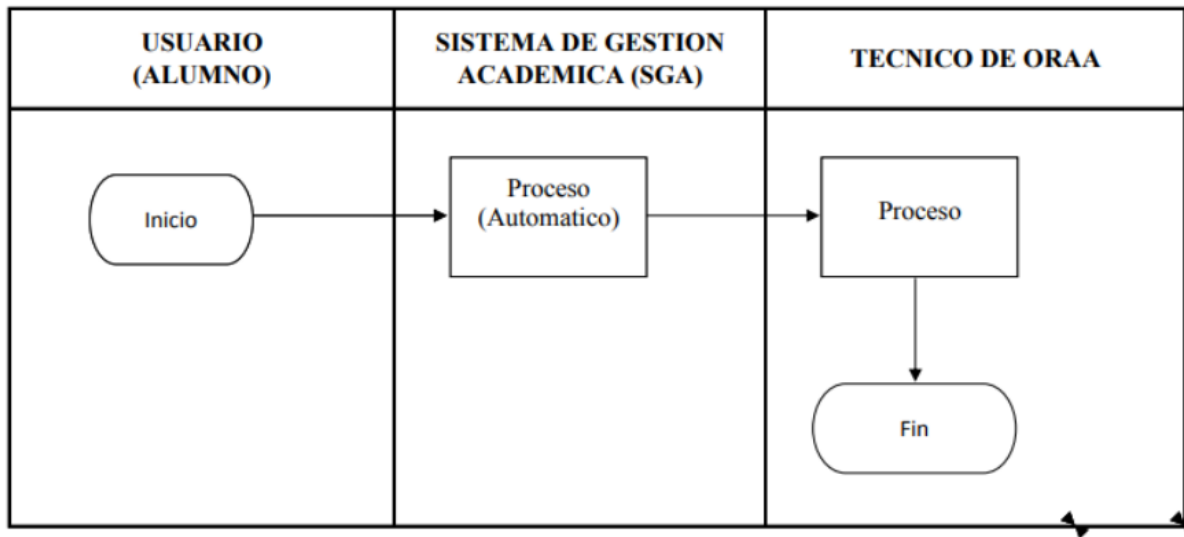 USUARIO
(ALUMNO)
SISTEMA DE GESTION
ACADEMICA (SGA)
TECNICO DE ORAA
Inicio
Proceso
(Automatico)
Proceso
Fin